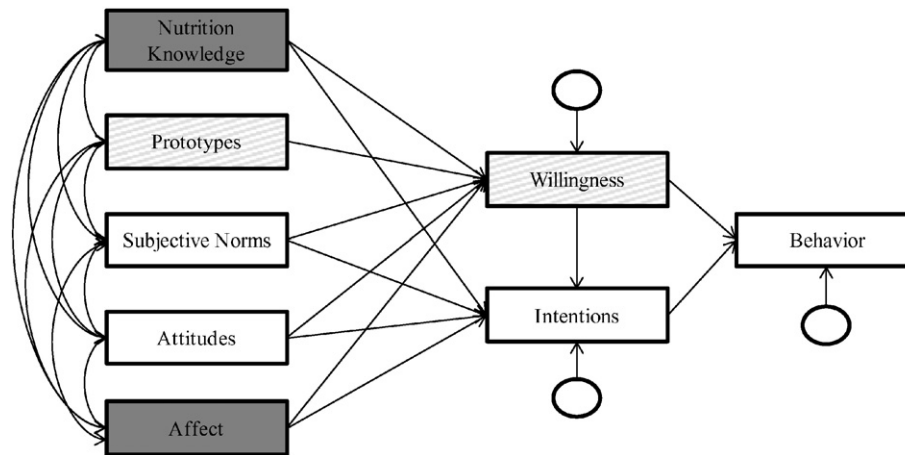 Nutrition
Knowledge
Prototypes
Willingness
Subjective Norms
Behavior
Attitudes
Intentions
Affect